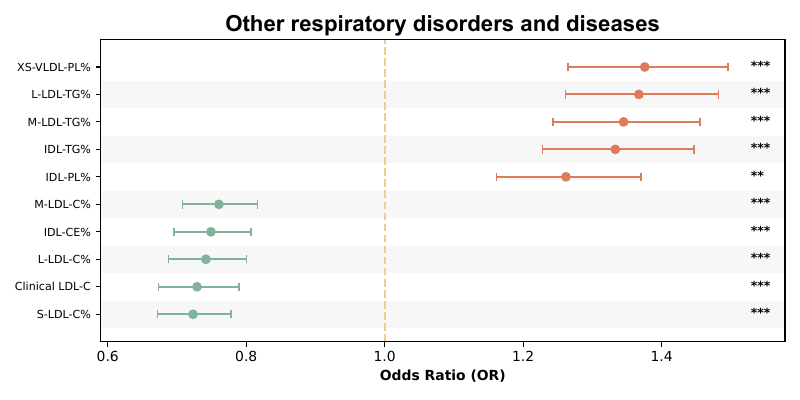 Other respiratory disorders and diseases
XS-VLDL-PL% ***
L-LDL-TG% ***
M-LDL-TG% ***
IDL-TG% ***
IDL-PL% **
M-LDL-C% ***
IDL-CE% ***
L-LDL-C% ***
Clinical LDL-C ***
S-LDL-C% ***
0.6 0.8 1.0 1.2 1.4
Odds Ratio (OR)